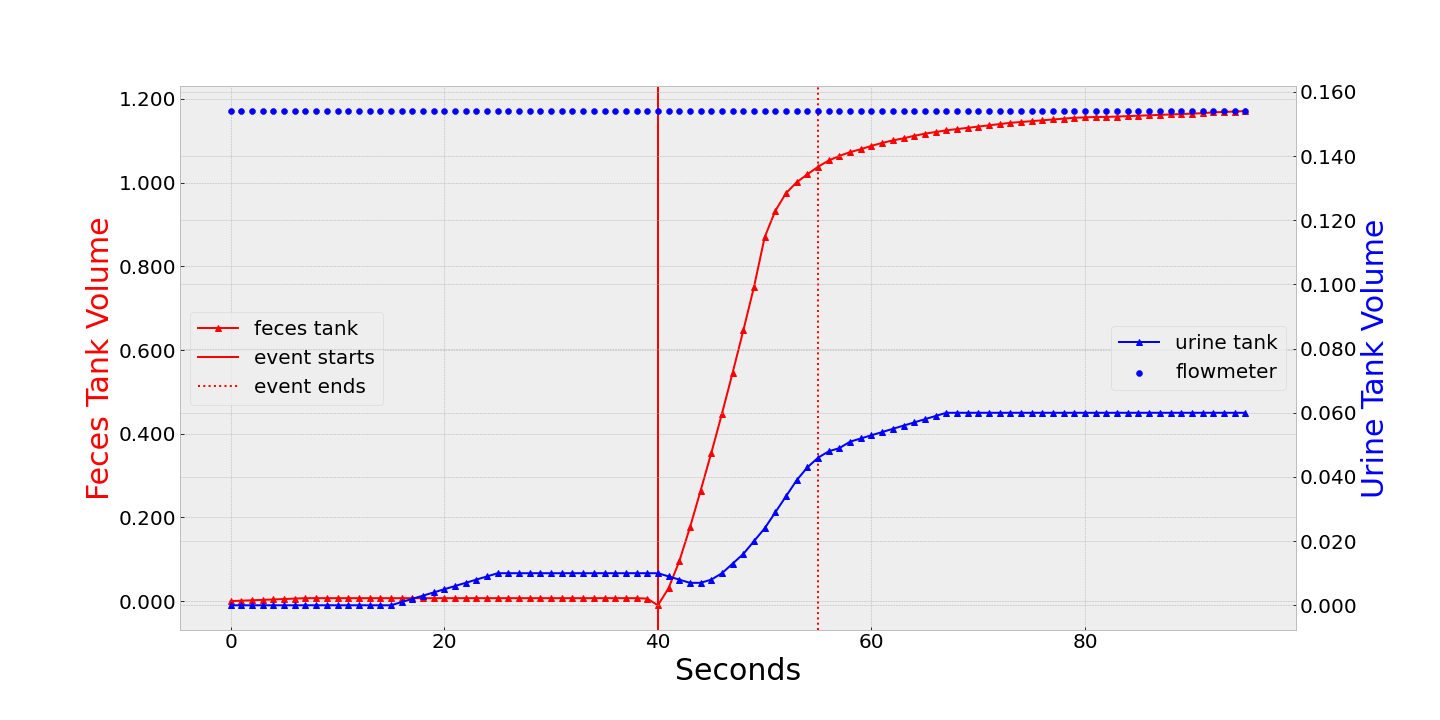 1.200
1.000
0.800
0.600
0.400
0.200
0.000
Feces Tank Volume
feces tank
event starts
event ends
0.160
0.140
0.120
0.100
0.080
0.060
0.040
0.020
0.000
Urine Tank Volume
urine tank
flowmeter
0 20 40 60 80
Seconds